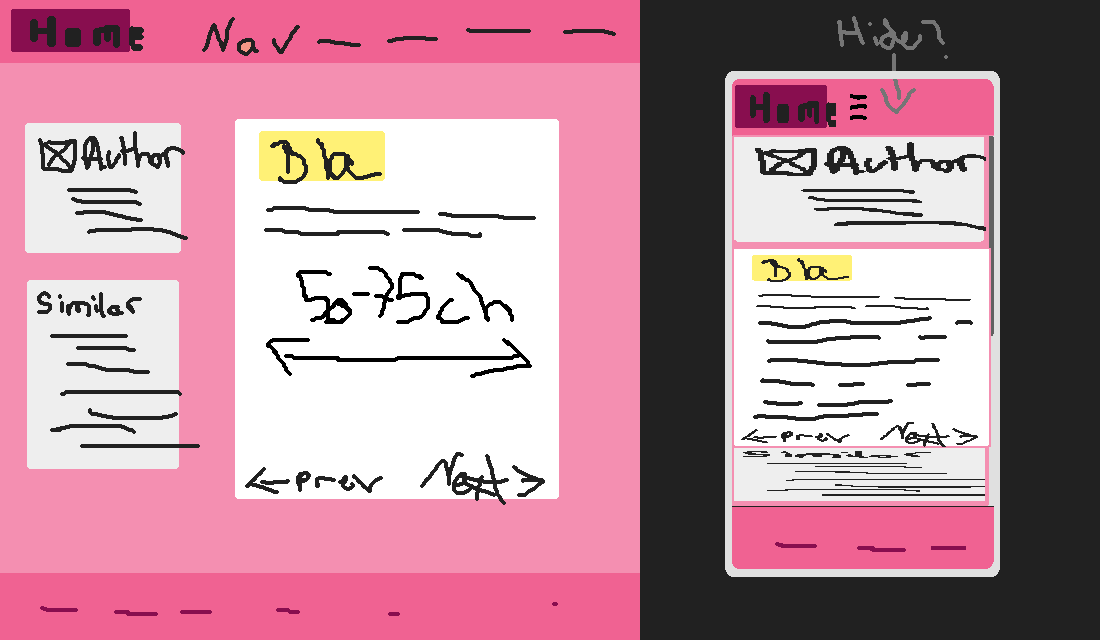 Home Nav
Author
Similar
Bla
50-75ch
←prev Next→
Hide?
Home
Author
Bla
←prev Next→
Similar